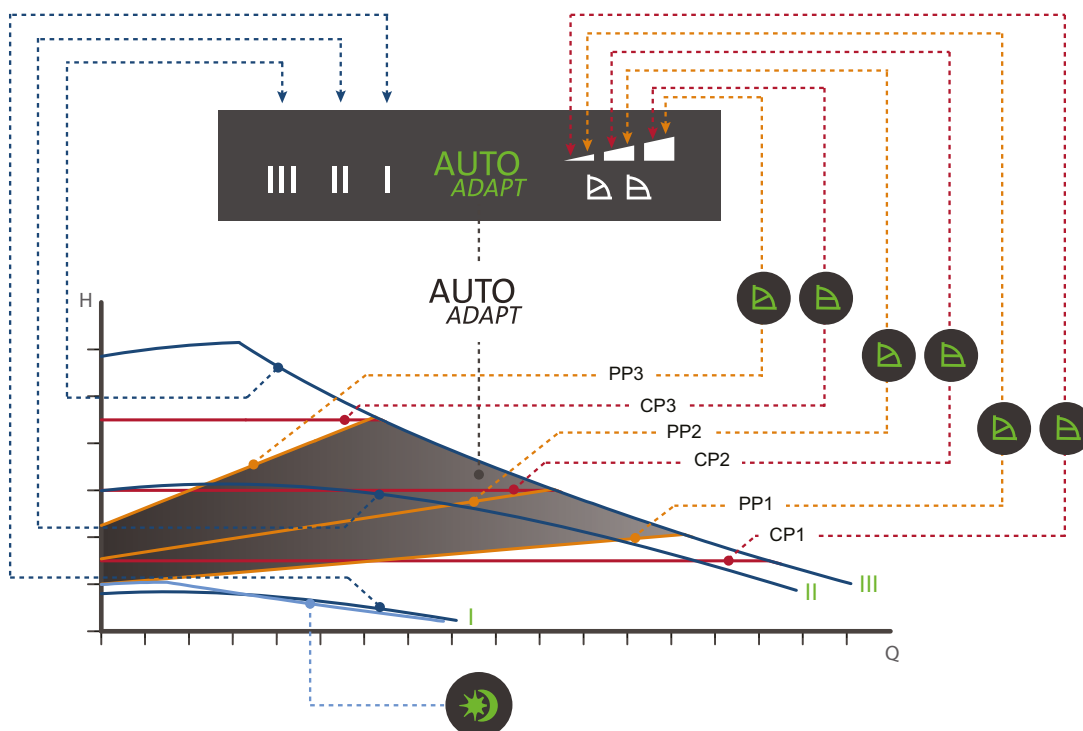 III II I AUTO
ADAPT
H
AUTO
ADAPT
PP3
CP3
PP2
CP2
PP1
CP1
III
II
I
Q